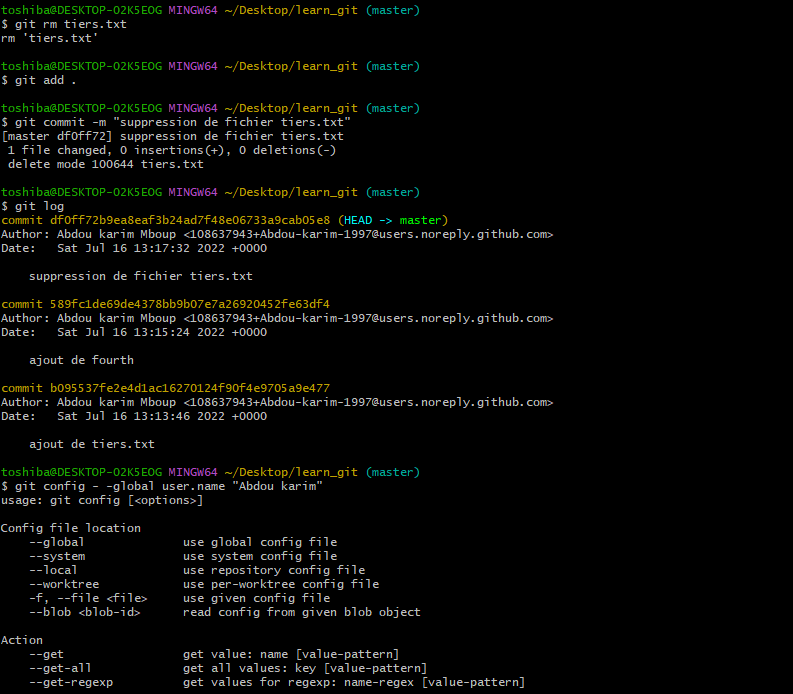 toshiba@DESKTOP-02K5EOG MINGW64 ~/Desktop/learn_git (master)
$ git rm tiers.txt
rm 'tiers.txt'
toshiba@DESKTOP-02K5EOG MINGW64 ~/Desktop/learn_git (master)
$ git add .
toshiba@DESKTOP-02K5EOG MINGW64 ~/Desktop/learn_git (master)
$ git commit -m "suppression de fichier tiers.txt"
[master df0ff72] suppression de fichier tiers.txt
 1 file changed, 0 insertions(+), 0 deletions(-)
 delete mode 100644 tiers.txt
toshiba@DESKTOP-02K5EOG MINGW64 ~/Desktop/learn_git (master)
$ git log
commit df0ff72b9ea8eaf3b24ad7f48e06733a9cab05e8 (HEAD -> master)
Author: Abdou karim Mboup <108637943+Abdou-karim-1997@users.noreply.github.com>
Date:   Sat Jul 16 13:17:32 2022 +0000
    suppression de fichier tiers.txt
commit 589fc1de69de4378bb9b07e7a26920452fe63df4
Author: Abdou karim Mboup <108637943+Abdou-karim-1997@users.noreply.github.com>
Date:   Sat Jul 16 13:15:24 2022 +0000
    ajout de fourth
commit b095537fe2e4d1ac16270124f90f4e9705a9e477
Author: Abdou karim Mboup <108637943+Abdou-karim-1997@users.noreply.github.com>
Date:   Sat Jul 16 13:13:46 2022 +0000
    ajout de tiers.txt
toshiba@DESKTOP-02K5EOG MINGW64 ~/Desktop/learn_git (master)
$ git config - -global user.name "Abdou karim"
usage: git config [<options>]
Config file location
    --global              use global config file
    --system              use system config file
    --local               use repository config file
    --worktree            use per-worktree config file
    -f, --file <file>     use given config file
    --blob <blob-id>      read config from given blob object
Action
    --get                 get value: name [value-pattern]
    --get-all             get all values: key [value-pattern]
    --get-regexp          get values for regexp: name-regex [value-pattern]